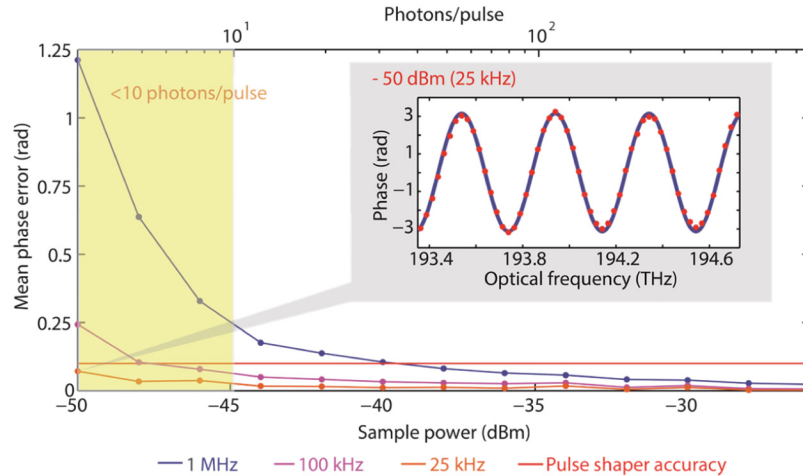 Photons/pulse
10^1 10^2
1.25
1
0.75
0.5
0.25
0
Mean phase error (rad)
<10 photons/pulse
- 50 dBm (25 kHz)
3
1
−1
−3
Phase (rad)
193.4 193.8 194.2 194.6
Optical frequency (THz)
−50 −45 −40 −35 −30
Sample power (dBm)
1 MHz 100 kHz 25 kHz Pulse shaper accuracy